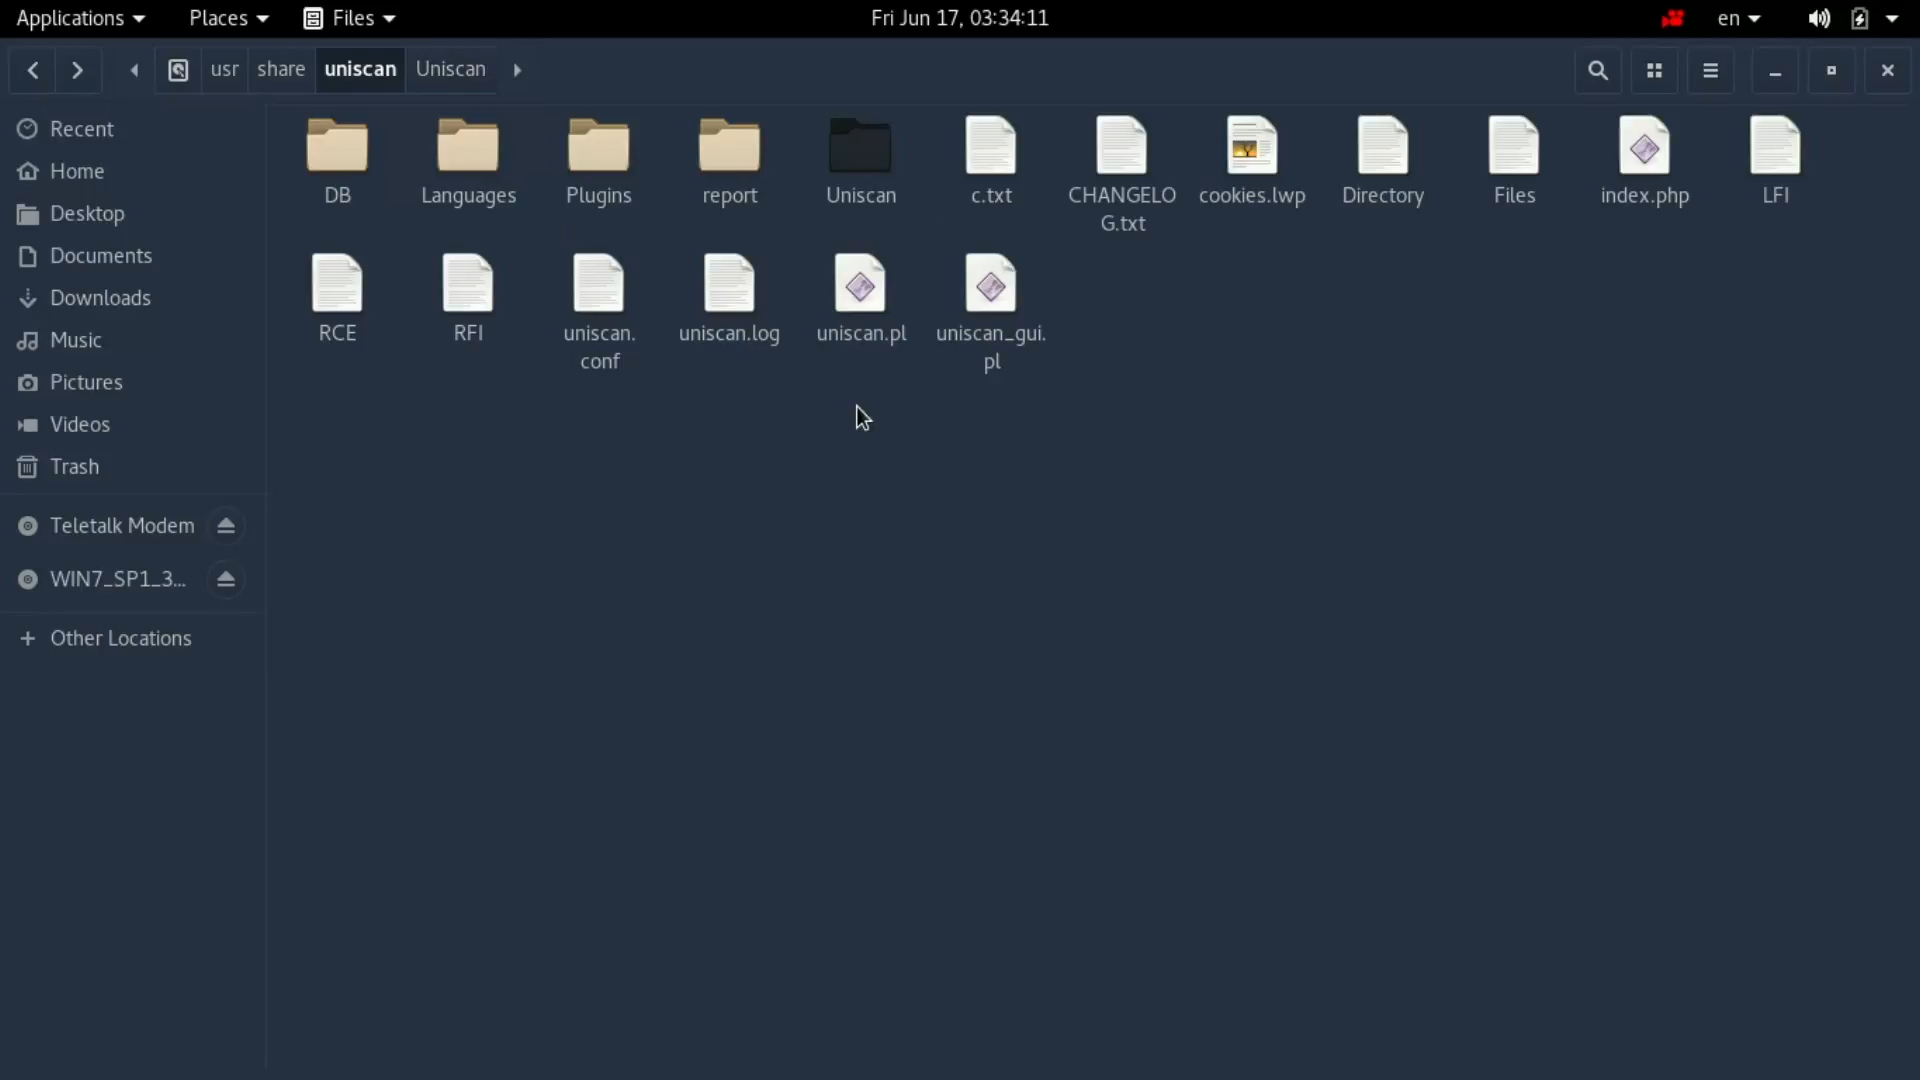 Applications Places Files Fri Jun 17, 03:34:11 en
usr share uniscan Uniscan
Recent
Home
Desktop
Documents
Downloads
Music
Pictures
Videos
Trash
Teletalk Modem
WIN7_SP1_3...
Other Locations
DB Languages Plugins report Uniscan c.txt CHANGELO cookies.lwp Directory Files index.php LFI
G.txt
RCE RFI uniscan. uniscan.log uniscan.pl uniscan_gui.
conf pl